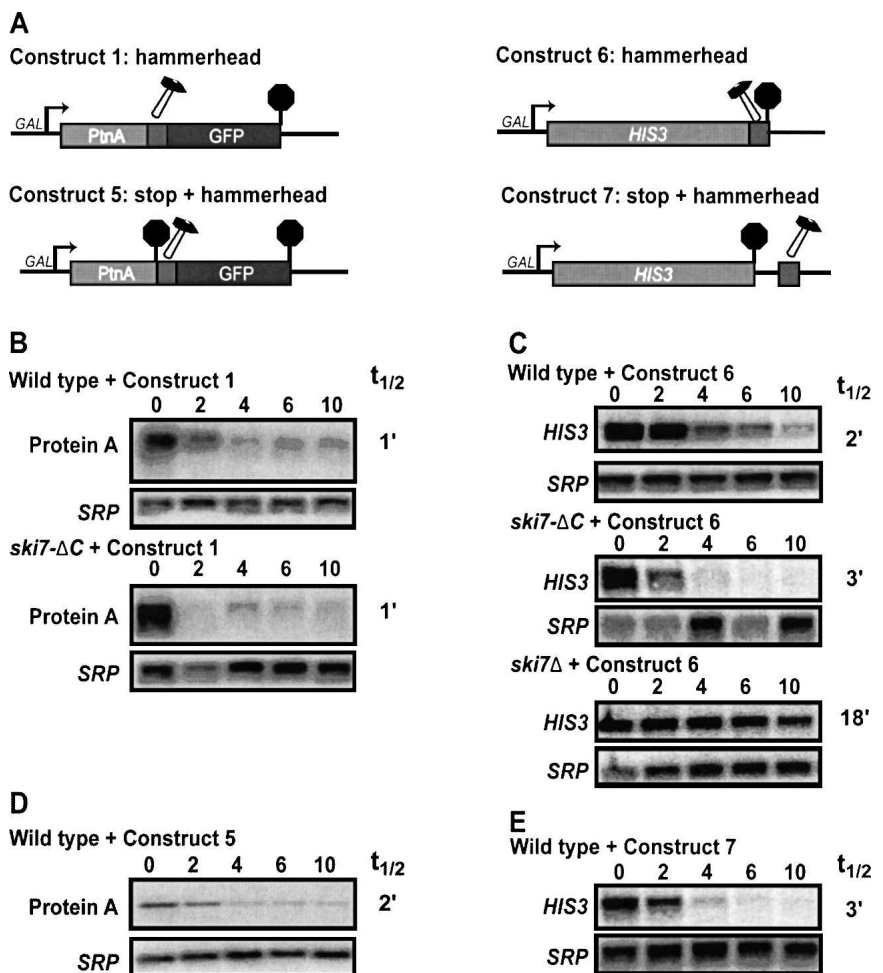 A
Construct 1: hammerhead
GAL PtnA GFP
Construct 5: stop + hammerhead
GAL PtnA GFP
Construct 6: hammerhead
GAL HIS3
Construct 7: stop + hammerhead
GAL HIS3
B
Wild type + Construct 1 t1/2
0 2 4 6 10
Protein A 1'
SRP
ski7-ΔC + Construct 1
0 2 4 6 10
Protein A 1'
SRP
C
Wild type + Construct 6 t1/2
0 2 4 6 10
HIS3 2'
SRP
ski7-ΔC + Construct 6
0 2 4 6 10
HIS3 3'
SRP
ski7Δ + Construct 6
0 2 4 6 10
HIS3 18'
SRP
D
Wild type + Construct 5
0 2 4 6 10 t1/2
Protein A 2'
SRP
E
Wild type + Construct 7
0 2 4 6 10 t1/2
HIS3 3'
SRP